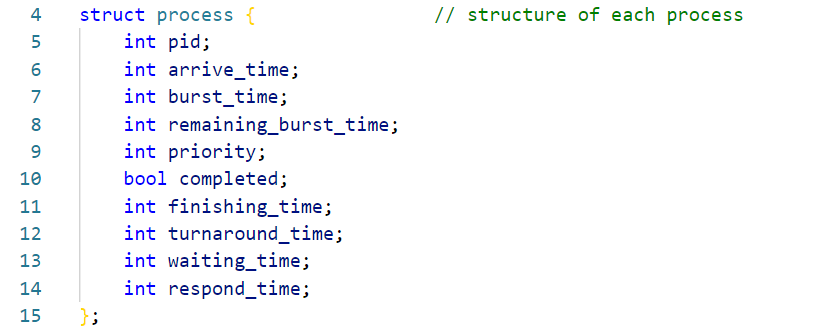 4 struct process { // structure of each process
5 int pid;
6 int arrive_time;
7 int burst_time;
8 int remaining_burst_time;
9 int priority;
10 bool completed;
11 int finishing_time;
12 int turnaround_time;
13 int waiting_time;
14 int respond_time;
15 };